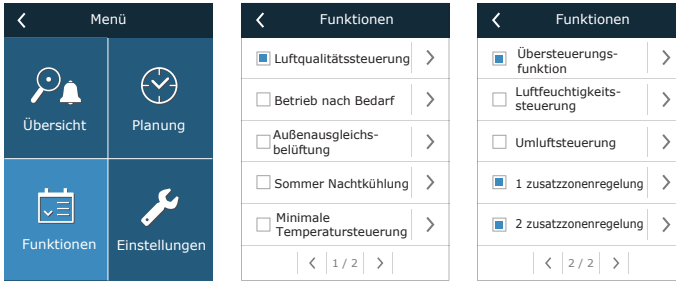 Menü
Übersicht
Planung
Funktionen
Einstellungen
Funktionen
Luftqualitätssteuerung
Betrieb nach Bedarf
Außenausgleichs-
belüftung
Sommer Nachtkühlung
Minimale
Temperatursteuerung
1 / 2
Funktionen
Übersteuerungs-
funktion
Luftfeuchtigkeits-
steuerung
Umluftsteuerung
1 zusatzzonenregelung
2 zusatzzonenregelung
2 / 2